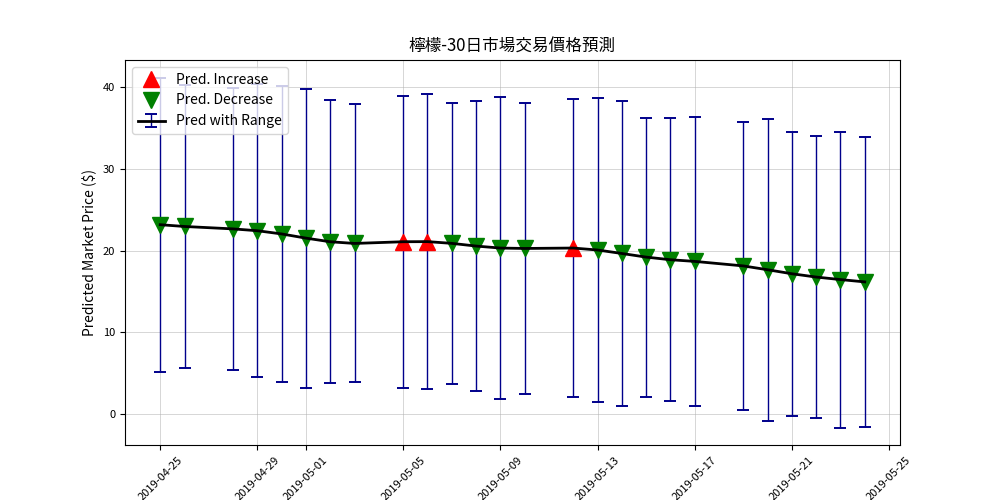 檸檬-30日市場交易價格預測
Pred. Increase
Pred. Decrease
Pred with Range
Predicted Market Price ($)
40
30
20
10
0
2019-04-25
2019-04-29
2019-05-01
2019-05-05
2019-05-09
2019-05-13
2019-05-17
2019-05-21
2019-05-25